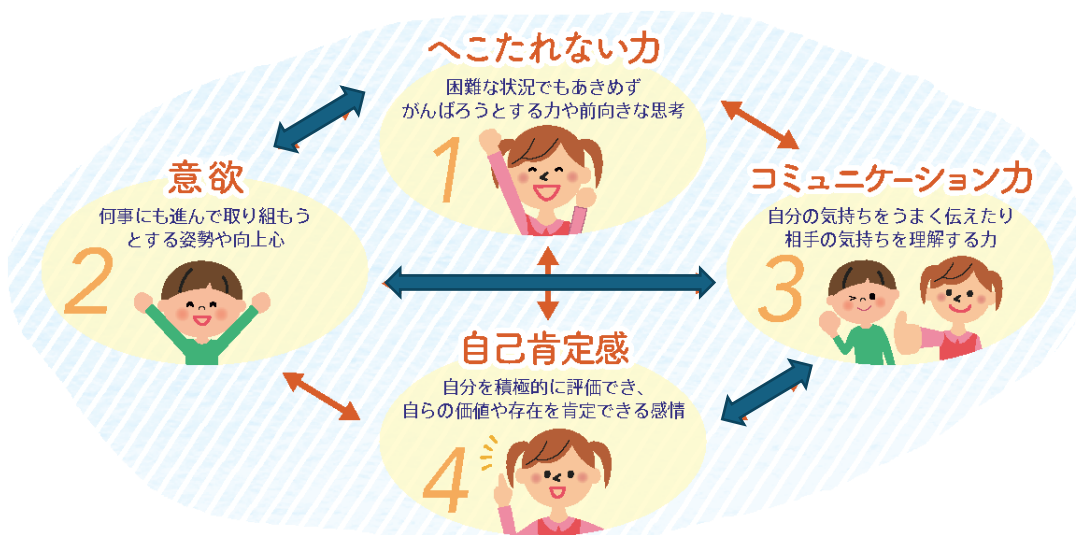 へこたれない力
困難な状況でもあきめず
がんばろうとする力や前向きな思考
1
意欲
何事にも進んで取り組もう
とする姿勢や向上心
2
コミュニケーション力
自分の気持ちをうまく伝えたり
相手の気持ちを理解する力
3
自己肯定感
自分を積極的に評価でき、
自らの価値や存在を肯定できる感情
4